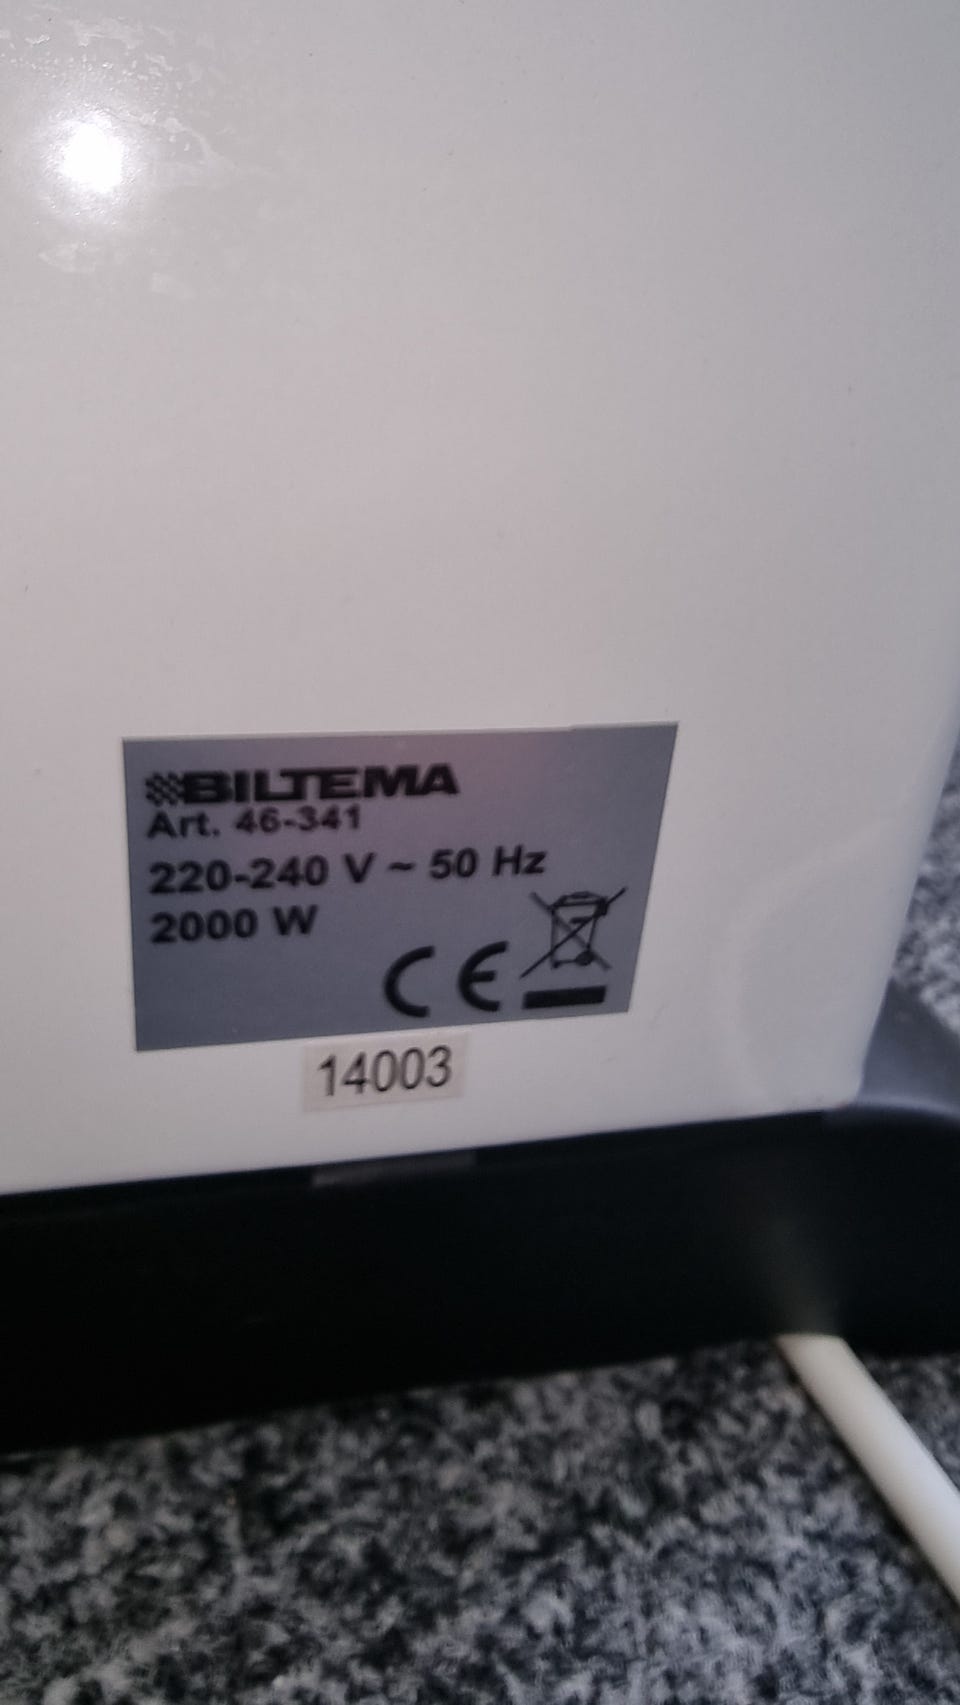 BILTEMA
Art. 46-341
220-240 V ~ 50 Hz
2000 W
CE
14003